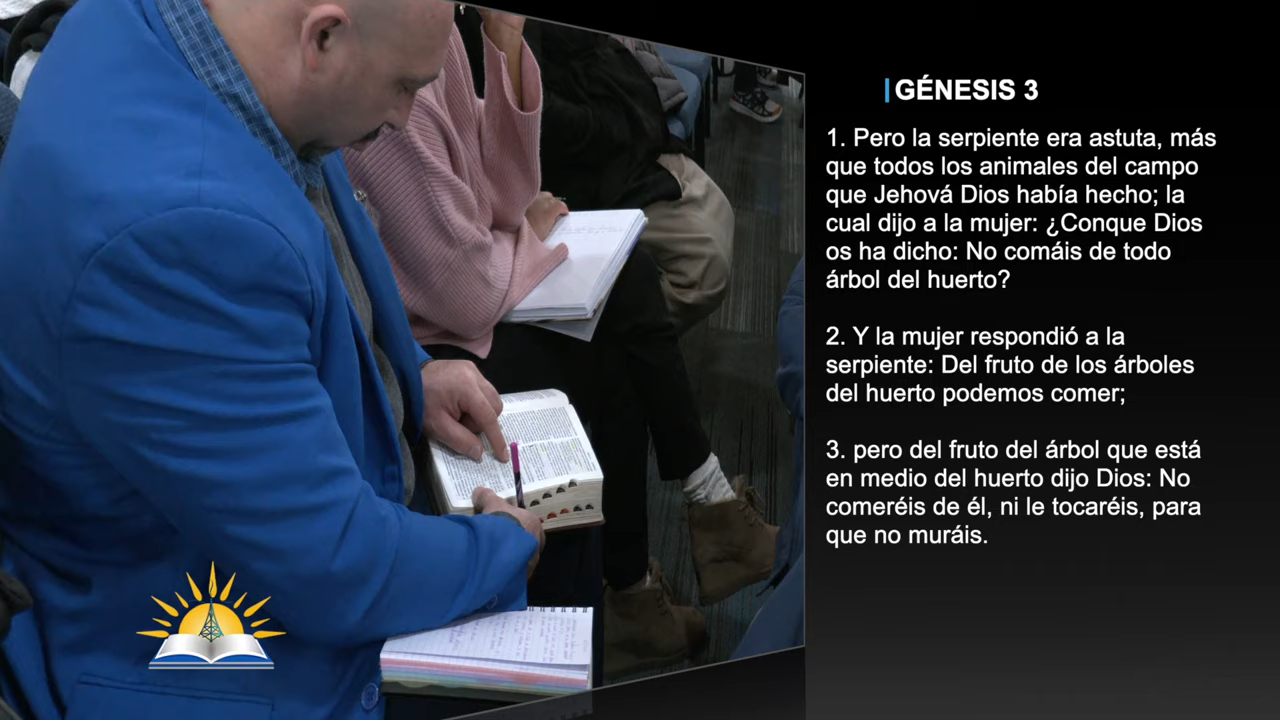 GÉNESIS 3
1. Pero la serpiente era astuta, más
que todos los animales del campo
que Jehová Dios había hecho; la
cual dijo a la mujer: ¿Conque Dios
os ha dicho: No comáis de todo
árbol del huerto?
2. Y la mujer respondió a la
serpiente: Del fruto de los árboles
del huerto podemos comer;
3. pero del fruto del árbol que está
en medio del huerto dijo Dios: No
comeréis de él, ni le tocaréis, para
que no muráis.